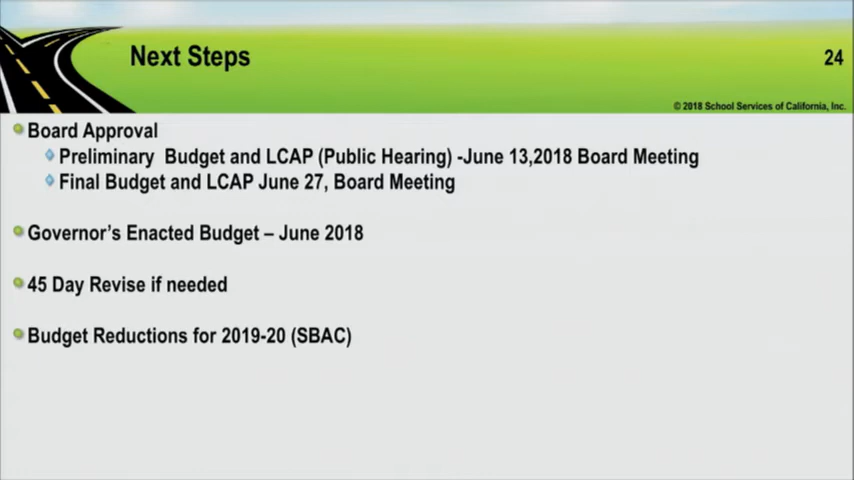 Next Steps
24
© 2018 School Services of California, Inc.
Board Approval
Preliminary Budget and LCAP (Public Hearing) -June 13,2018 Board Meeting
Final Budget and LCAP June 27, Board Meeting
Governor's Enacted Budget – June 2018
45 Day Revise if needed
Budget Reductions for 2019-20 (SBAC)